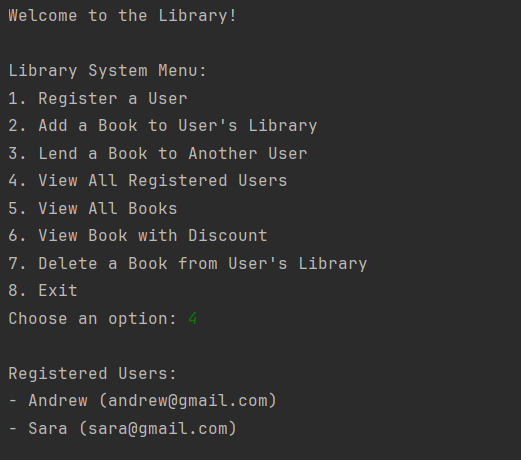 Welcome to the Library!
Library System Menu:
1. Register a User
2. Add a Book to User's Library
3. Lend a Book to Another User
4. View All Registered Users
5. View All Books
6. View Book with Discount
7. Delete a Book from User's Library
8. Exit
Choose an option: 4
Registered Users:
- Andrew (andrew@gmail.com)
- Sara (sara@gmail.com)